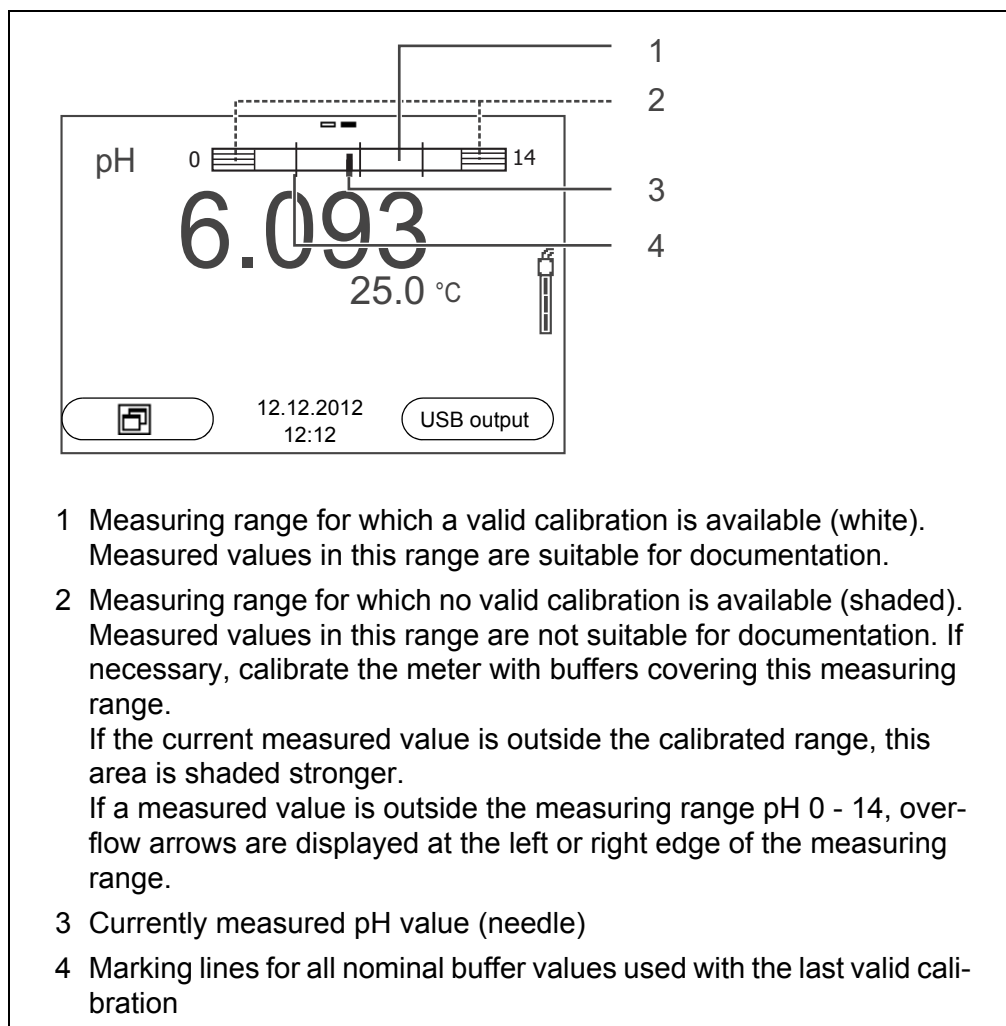 1
2
pH 0 14
3
6.093
4
25.0 °C
12.12.2012
12:12
USB output
1 Measuring range for which a valid calibration is available (white).
Measured values in this range are suitable for documentation.
2 Measuring range for which no valid calibration is available (shaded).
Measured values in this range are not suitable for documentation. If
necessary, calibrate the meter with buffers covering this measuring
range.
If the current measured value is outside the calibrated range, this
area is shaded stronger.
If a measured value is outside the measuring range pH 0 - 14, over-
flow arrows are displayed at the left or right edge of the measuring
range.
3 Currently measured pH value (needle)
4 Marking lines for all nominal buffer values used with the last valid cali-
bration